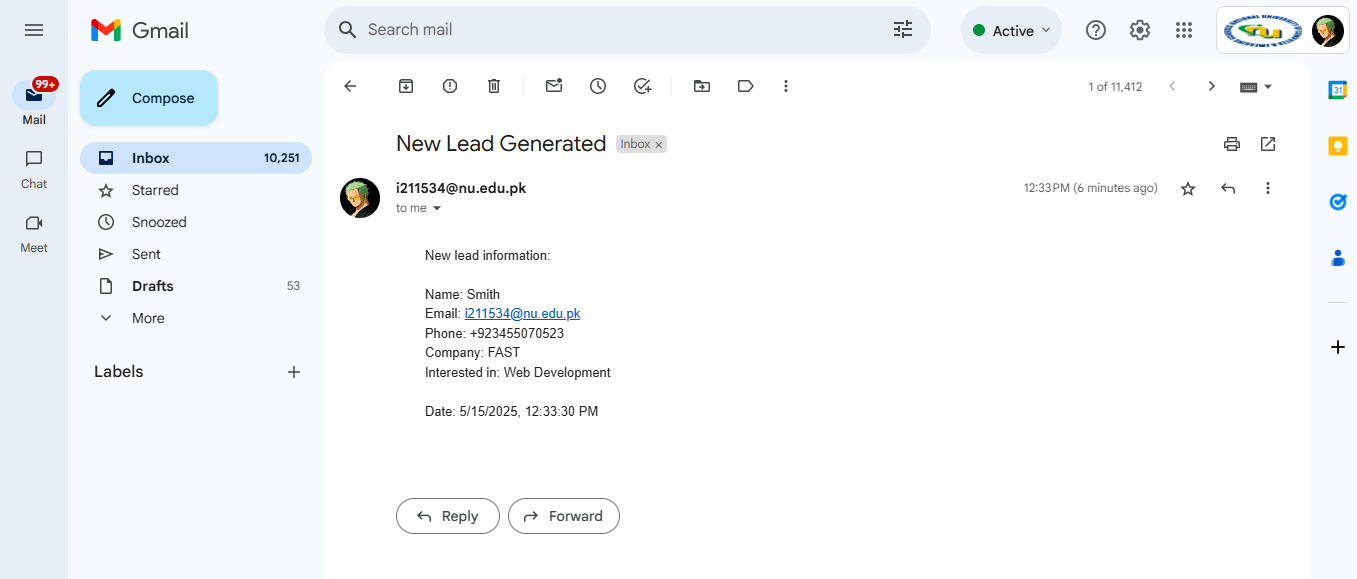 Gmail
Search mail
Active
99+
Mail
Chat
Meet
Compose
Inbox 10,251
Starred
Snoozed
Sent
Drafts 53
More
Labels
1 of 11,412
31
New Lead Generated Inbox ×
i211534@nu.edu.pk 12:33 PM (6 minutes ago)
to me
New lead information:
Name: Smith
Email: i211534@nu.edu.pk
Phone: +923455070523
Company: FAST
Interested in: Web Development
Date: 5/15/2025, 12:33:30 PM
Reply Forward